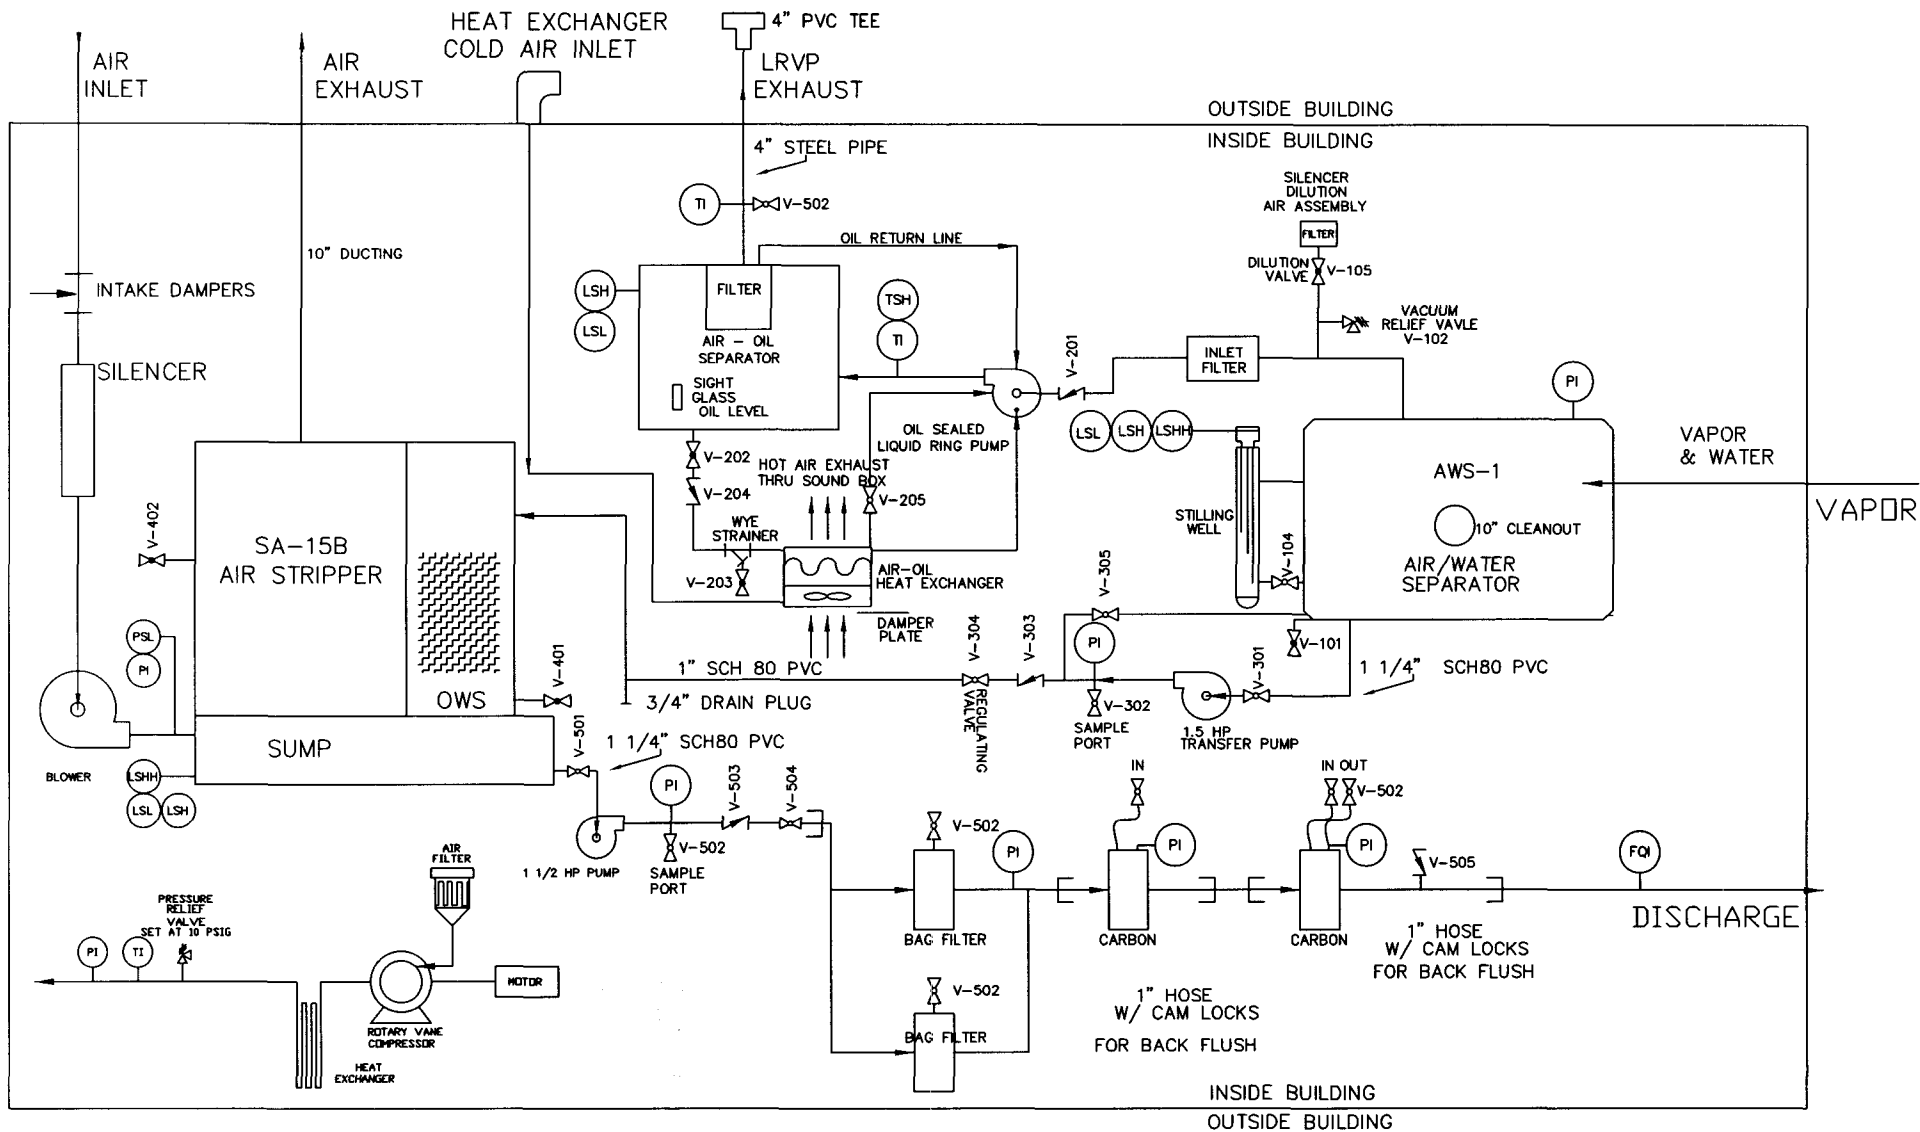 HEAT EXCHANGER
COLD AIR INLET
4" PVC TEE
AIR
INLET
AIR
EXHAUST
LRVP
EXHAUST
OUTSIDE BUILDING
INSIDE BUILDING
4" STEEL PIPE
TI
V-502
SILENCER
DILUTION
AIR ASSEMBLY
FILTER
10" DUCTING
OIL RETURN LINE
DILUTION
VALVE
V-105
INTAKE DAMPERS
LSH
LSL
FILTER
TSH
TI
VACUUM
RELIEF VAVLE
V-102
AIR - OIL
SEPARATOR
V-201
INLET
FILTER
SILENCER
SIGHT
GLASS
OIL LEVEL
PI
OIL SEALED
LIQUID RING PUMP
LSL
LSH
LSHH
VAPOR
& WATER
VAPOR
V-202
HOT AIR EXHAUST
THRU SOUND BOX
AWS-1
V-204
V-205
STILLING
WELL
10" CLEANOUT
V-402
SA-15B
AIR STRIPPER
WYE
STRAINER
V-203
AIR-OIL
HEAT EXCHANGER
V-305
V-104
AIR/WATER
SEPARATOR
DAMPER
PLATE
PSL
PI
V-304
V-303
PI
V-101
1" SCH 80 PVC
V-301
1 1/4" SCH80 PVC
OWS
V-401
3/4" DRAIN PLUG
REGULATING
VALVE
V-302
SAMPLE
PORT
1.5 HP
TRANSFER PUMP
SUMP
V-501
1 1/4" SCH80 PVC
BLOWER
LSHH
LSL
LSH
PI
V-503
V-504
IN
IN OUT
V-502
V-502
SAMPLE
PORT
1 1/2 HP PUMP
V-502
PI
PI
PI
V-505
FQI
AIR
FILTER
PRESSURE
RELIEF
VALVE
SET AT 10 PSIG
BAG FILTER
CARBON
CARBON
DISCHARGE
1" HOSE
W/ CAM LOCKS
FOR BACK FLUSH
PI
TI
MOTOR
V-502
1" HOSE
W/ CAM LOCKS
FOR BACK FLUSH
ROTARY VANE
COMPRESSOR
BAG FILTER
HEAT
EXCHANGER
INSIDE BUILDING
OUTSIDE BUILDING